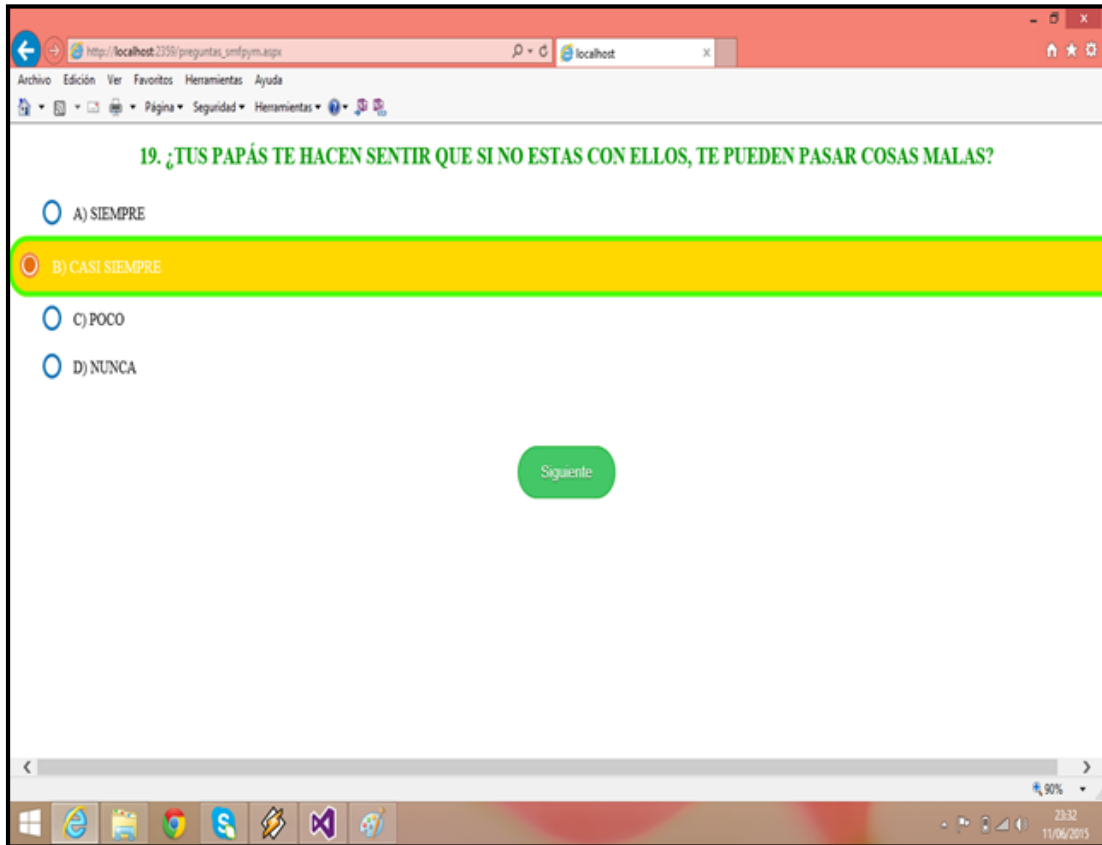 http://localhost:2359/preguntas_smfpym.aspx
localhost
Archivo Edición Ver Favoritos Herramientas Ayuda
Página Seguridad Herramientas
19. ¿TUS PAPÁS TE HACEN SENTIR QUE SI NO ESTAS CON ELLOS, TE PUEDEN PASAR COSAS MALAS?
A) SIEMPRE
B) CASI SIEMPRE
C) POCO
D) NUNCA
Siguiente
90%
23:32
11/06/2015